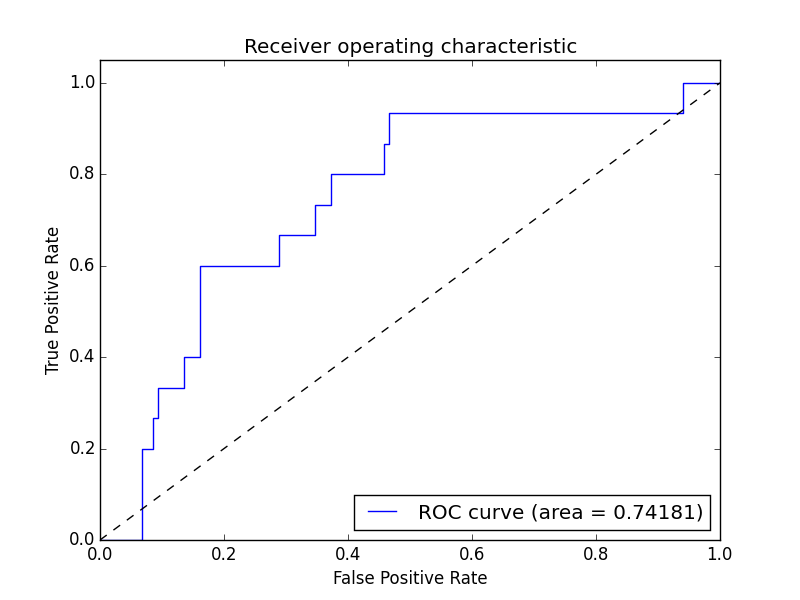 Receiver operating characteristic
1.0
0.8
0.6
0.4
0.2
0.0
True Positive Rate
ROC curve (area = 0.74181)
0.0 0.2 0.4 0.6 0.8 1.0
False Positive Rate